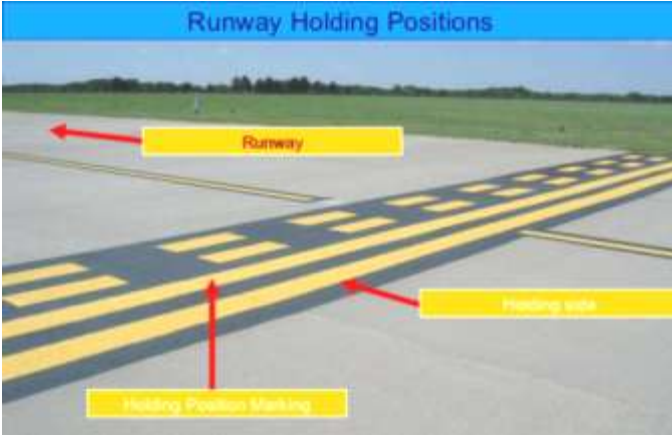 Runway Holding Positions
Runway
Holding side
Holding Position Marking